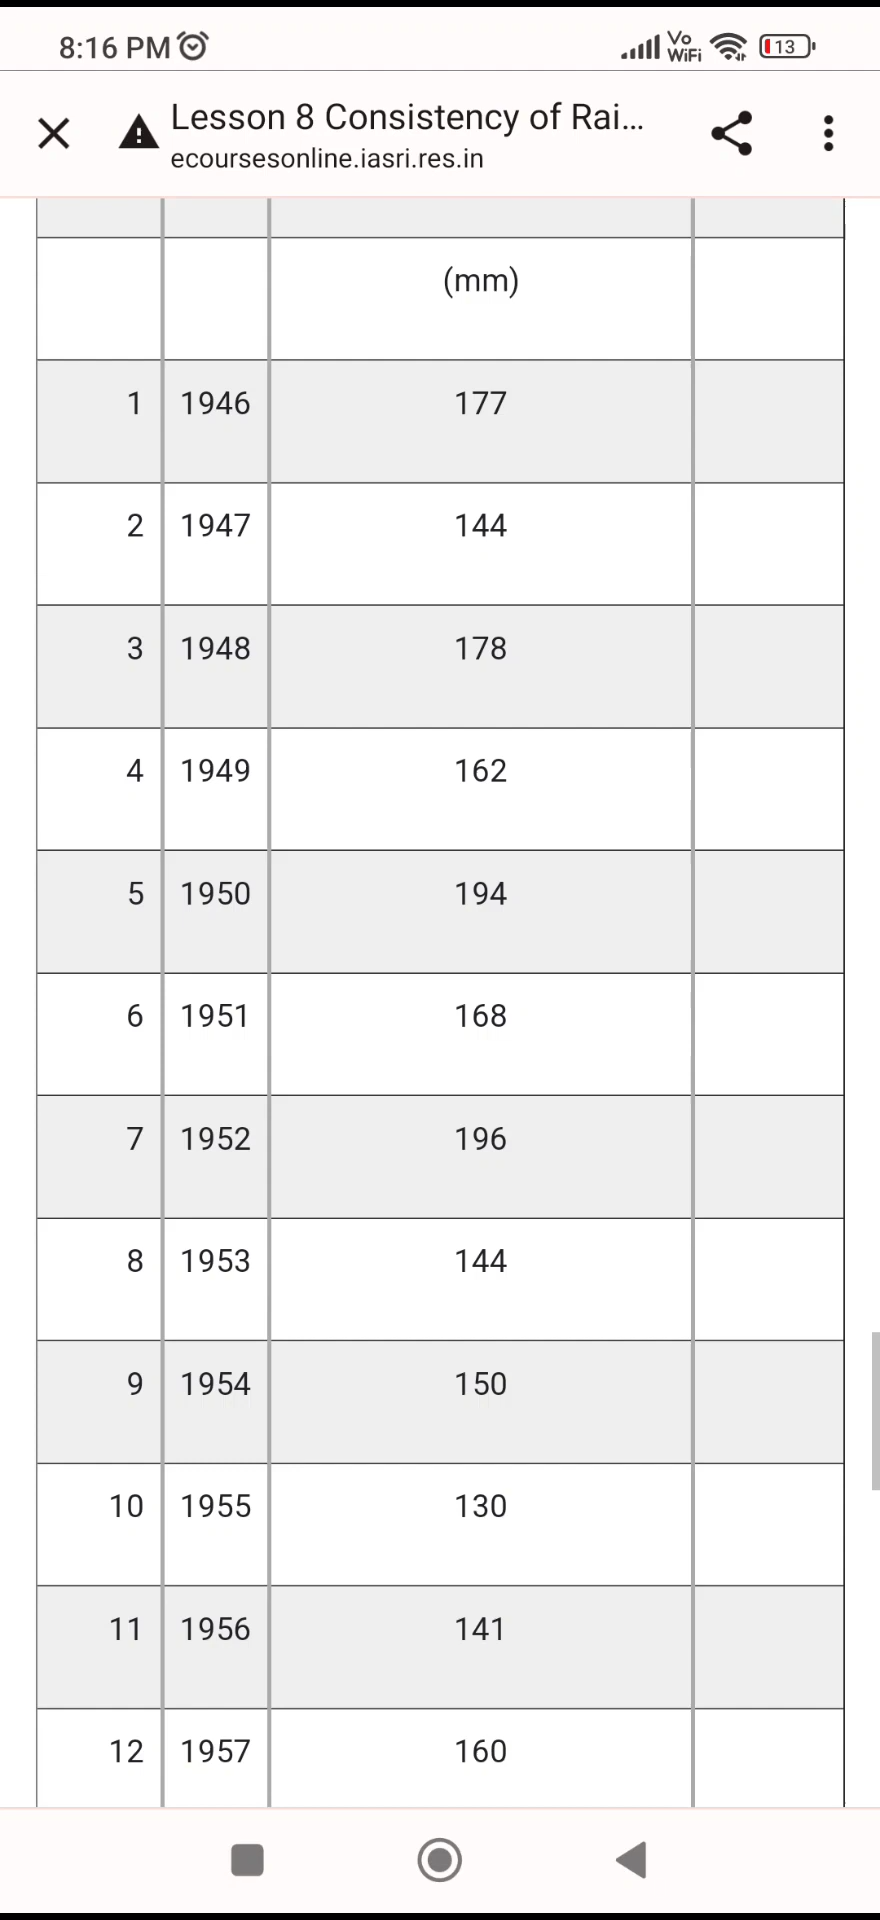 8:16 PM
Vo
WiFi
13
Lesson 8 Consistency of Rai...
ecoursesonline.iasri.res.in
(mm)
1 1946 177
2 1947 144
3 1948 178
4 1949 162
5 1950 194
6 1951 168
7 1952 196
8 1953 144
9 1954 150
10 1955 130
11 1956 141
12 1957 160